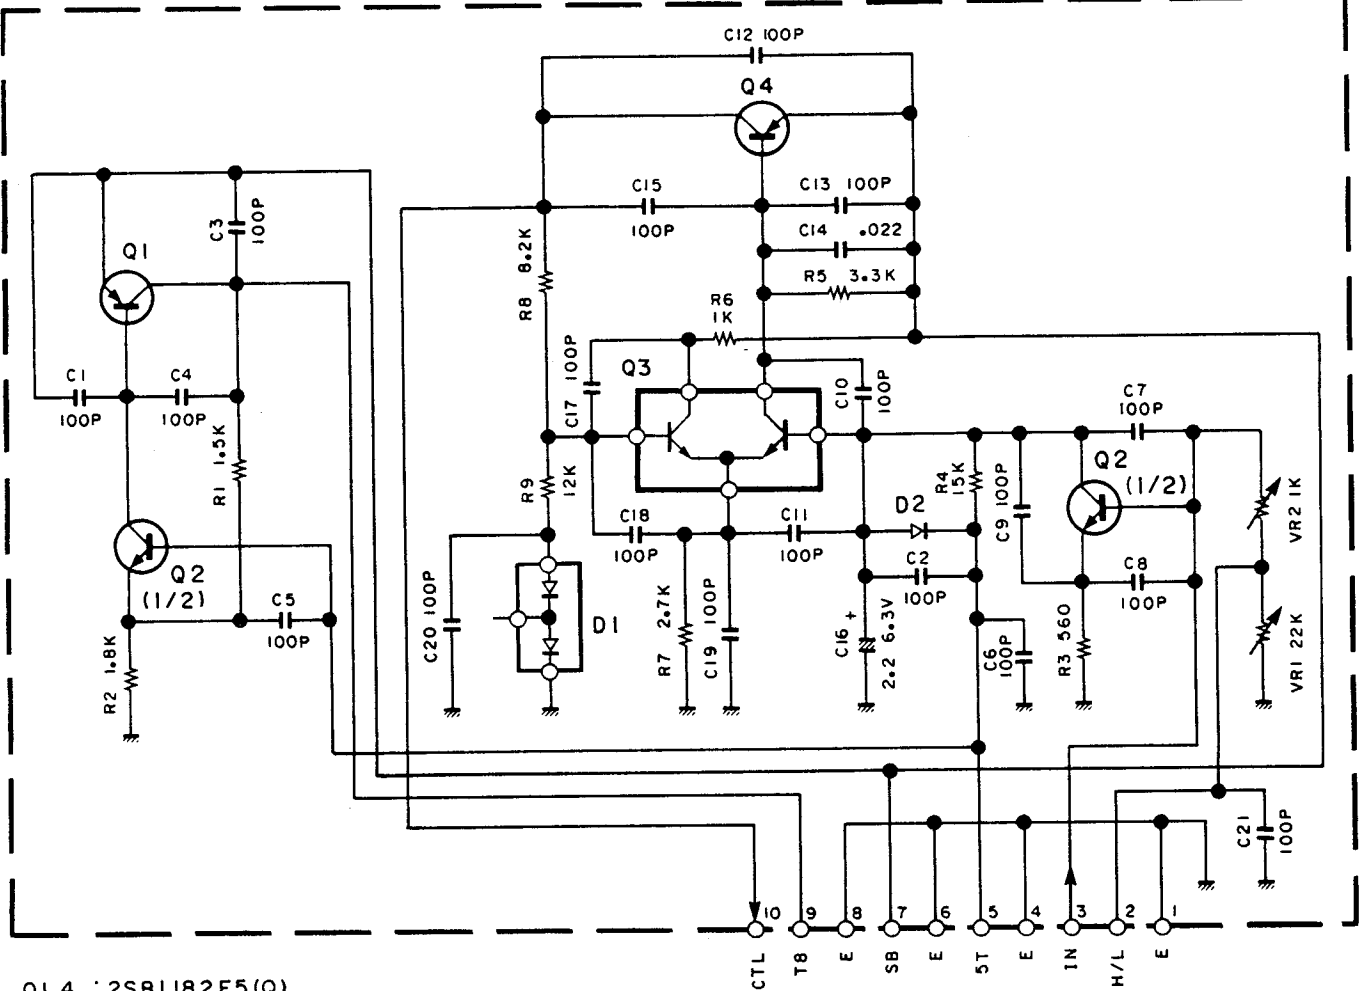 C12 100P
Q4
C15
100P
C13 100P
C14 .022
R5 3.3K
C3
100P
Q1
R8 8.2K
R6
1K
C17 100P
Q3
C10
100P
C1
100P
C4
100P
C7
100P
R1 1.5K
R9
12K
R4
15K
C9 100P
Q2
(1/2)
VR2 1K
D2
C18
100P
C11
100P
C2
100P
C8
100P
Q2
(1/2)
C5
100P
C20 100P
D1
R7 2.7K
C19 100P
C16 +
2.2 6.3V
C6
100P
R3 560
VR1 22K
R2 1.8K
C21
100P
10 9 8 7 6 5 4 3 2 1
CTL T8 E SB E 5T E IN H/L E
Q1,4 : 2SB1182F5(Q)